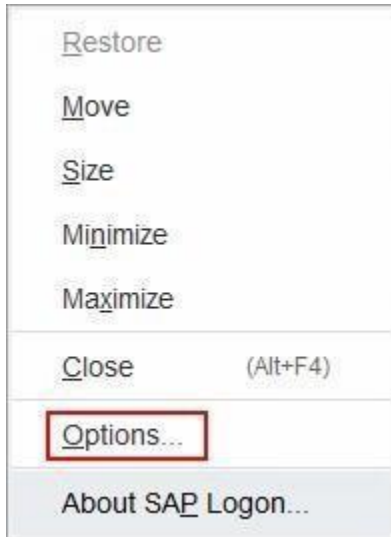 Restore
Move
Size
Minimize
Maximize
Close (Alt+F4)
Options...
About SAP Logon...